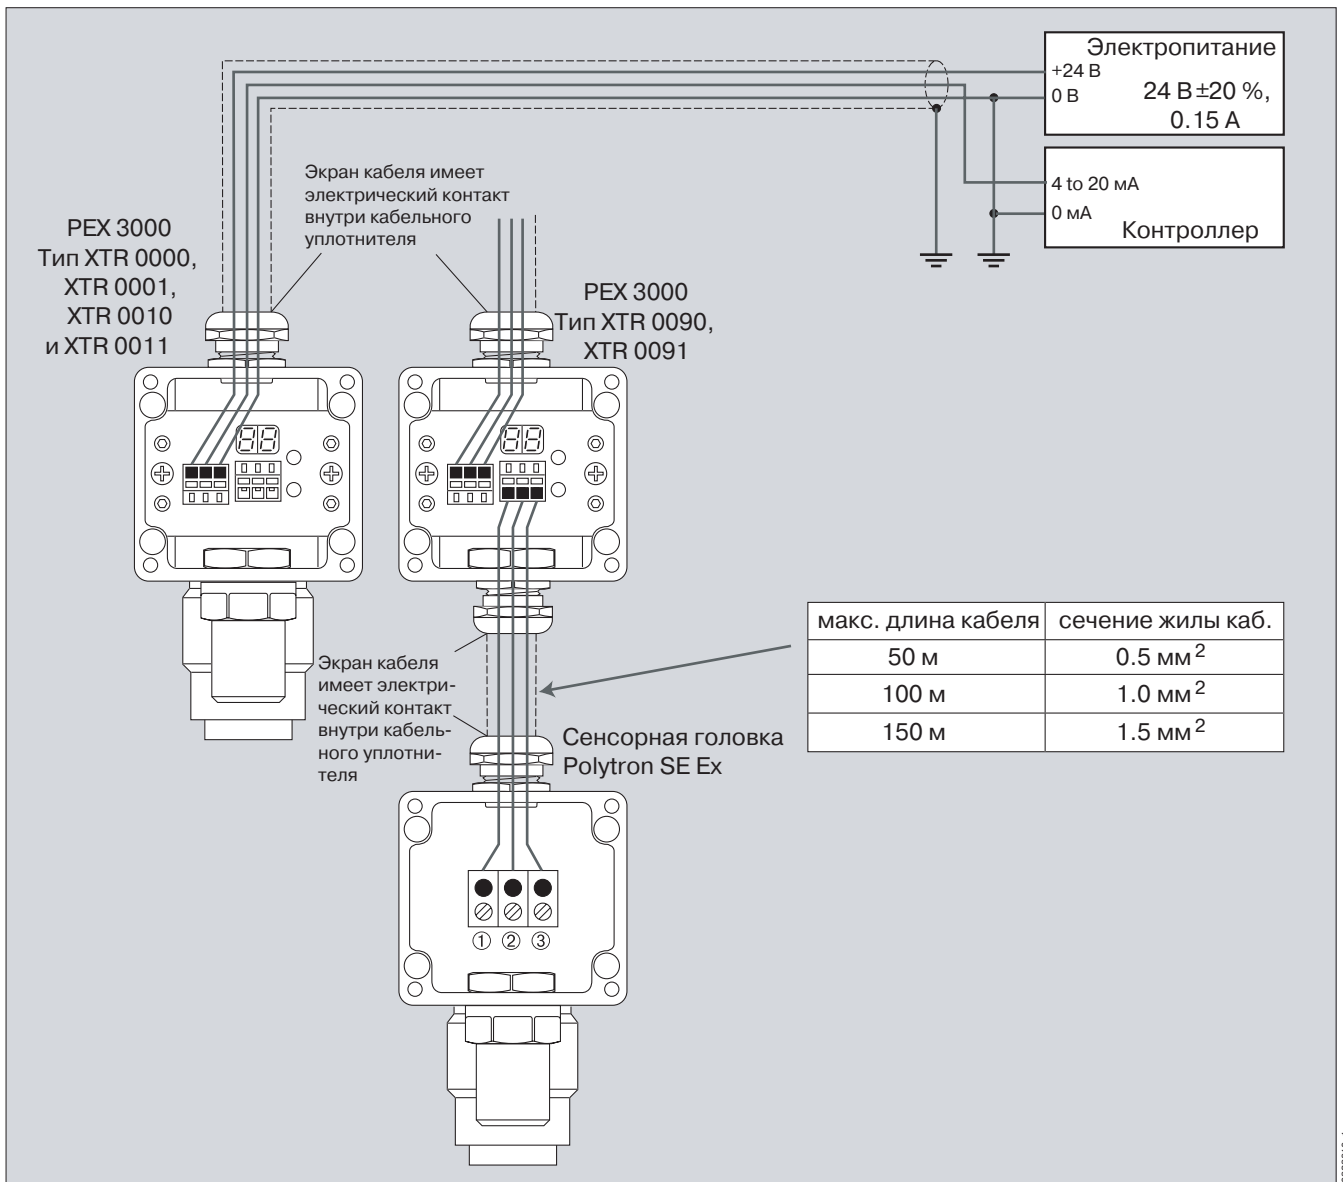 Электропитание
+24 В
0 В
24 В ±20 %,
0.15 А
4 to 20 мА
0 мА
Контроллер
Экран кабеля имеет
электрический контакт
внутри кабельного
уплотнителя
PEX 3000
Тип XTR 0000,
XTR 0001,
XTR 0010
и XTR 0011
PEX 3000
Тип XTR 0090,
XTR 0091
88
88
макс. длина кабеля сечение жилы каб.
50 м 0.5 мм²
100 м 1.0 мм²
150 м 1.5 мм²
Экран кабеля
имеет электри-
ческий контакт
внутри кабель-
ного уплотни-
теля
Сенсорная головка
Polytron SE Ex
① ② ③